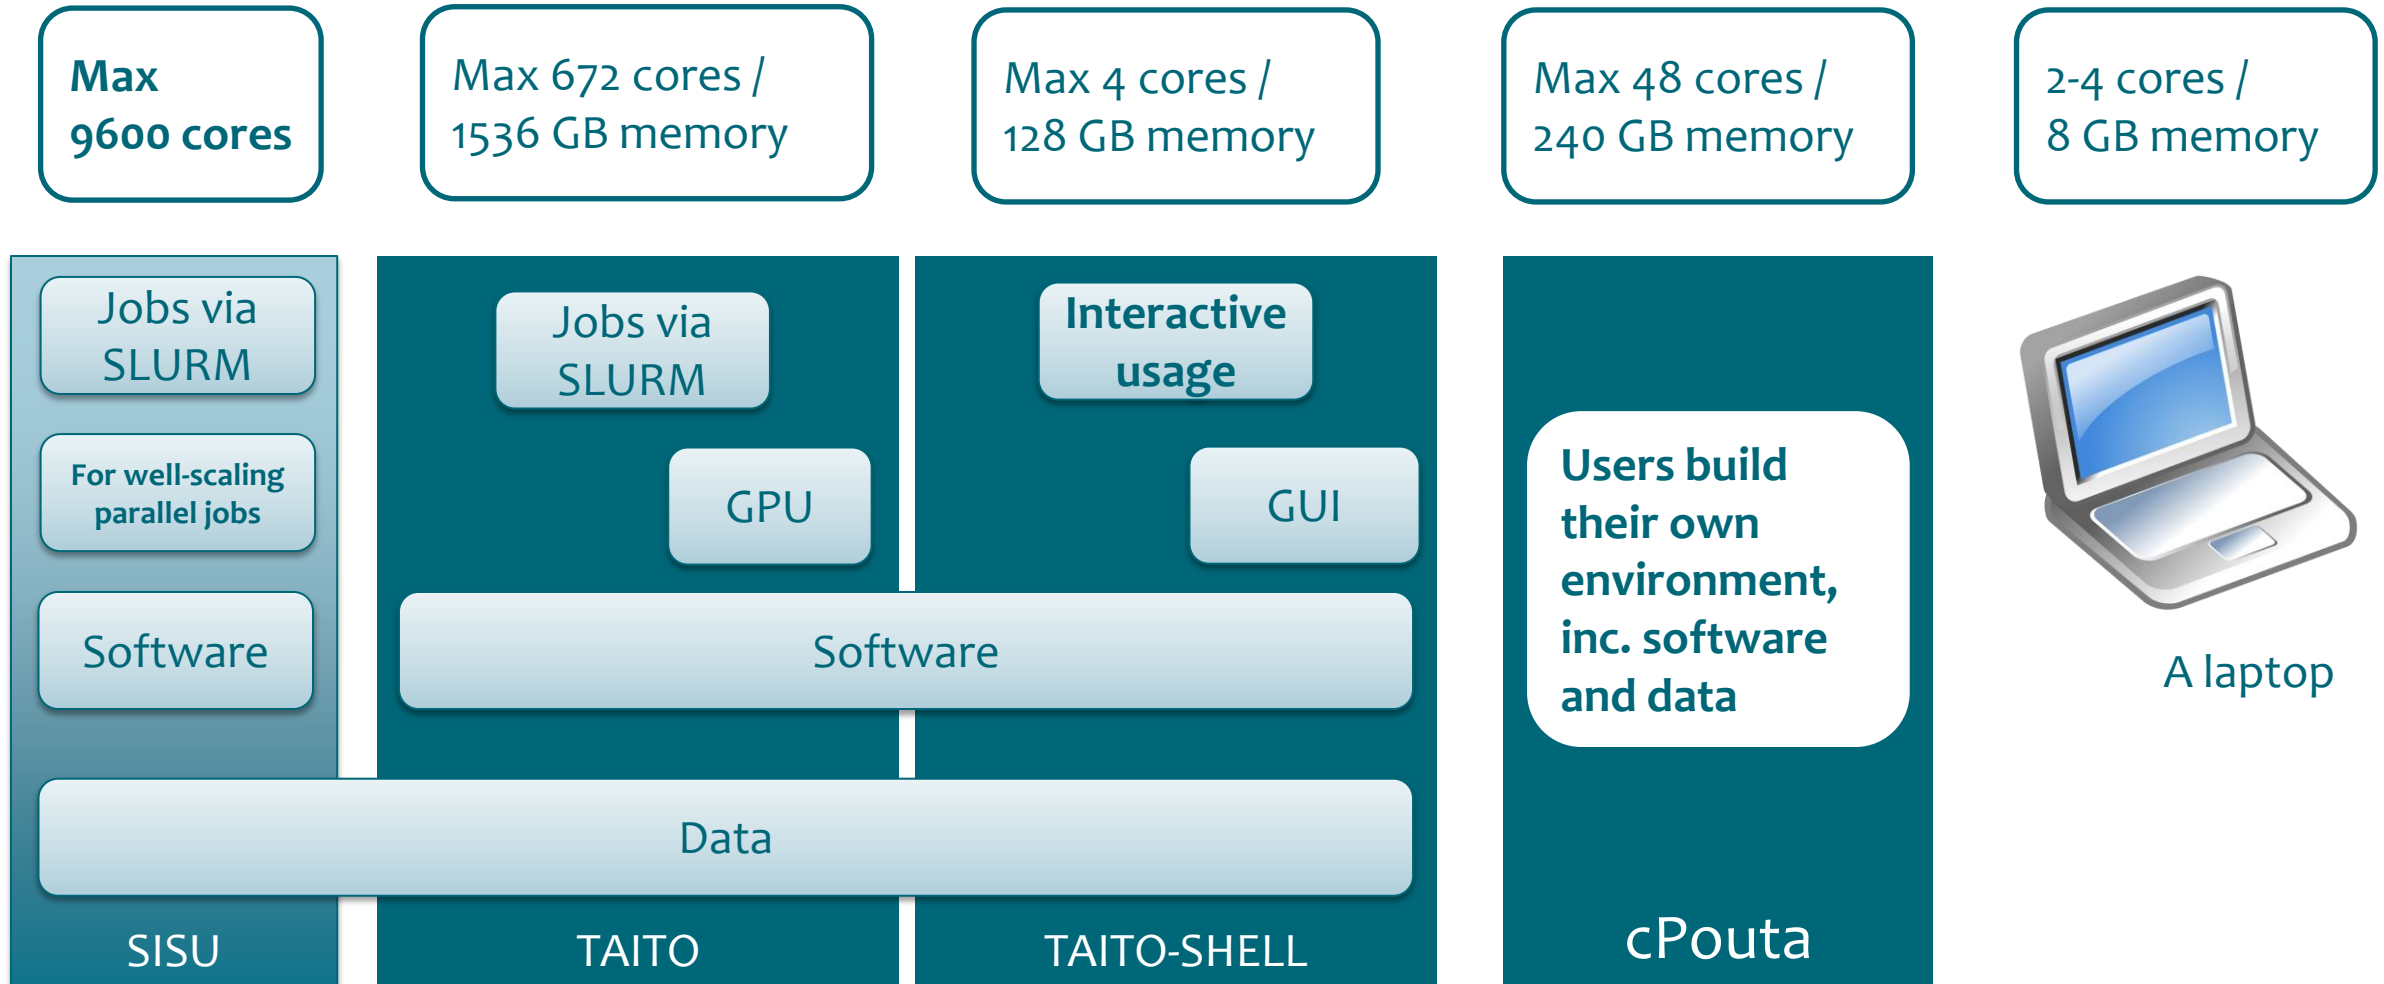 Max
9600 cores
Max 672 cores /
1536 GB memory
Max 4 cores /
128 GB memory
Max 48 cores /
240 GB memory
2-4 cores /
8 GB memory
Jobs via
SLURM
For well-scaling
parallel jobs
Software
Jobs via
SLURM
GPU
Interactive
usage
GUI
Software
Data
Users build
their own
environment,
inc. software
and data
A laptop
SISU
TAITO
TAITO-SHELL
cPouta